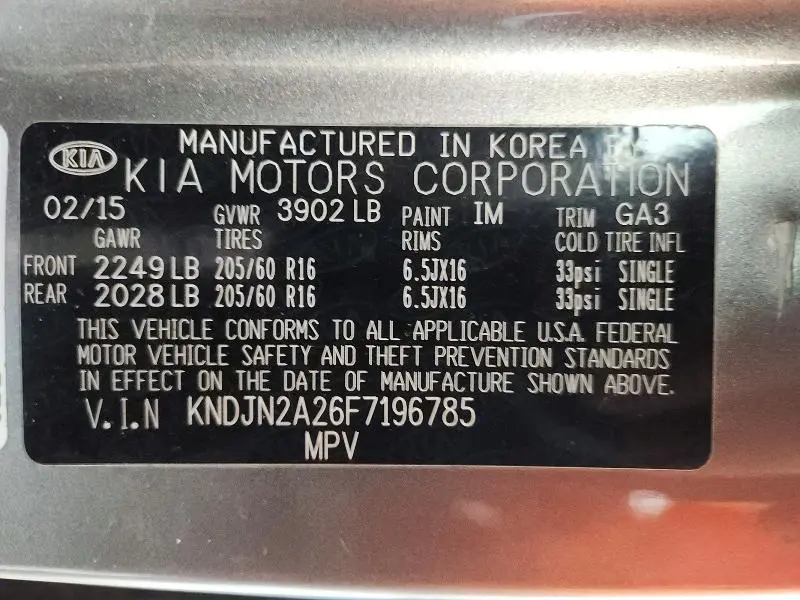 KIA MANUFACTURED IN KOREA BY
KIA MOTORS CORPORATION
02/15 GVWR 3902 LB PAINT IM TRIM GA3
GAWR TIRES RIMS COLD TIRE INFL
FRONT 2249 LB 205/60 R16 6.5JX16 33psi SINGLE
REAR 2028 LB 205/60 R16 6.5JX16 33psi SINGLE
THIS VEHICLE CONFORMS TO ALL APPLICABLE U.S.A. FEDERAL
MOTOR VEHICLE SAFETY AND THEFT PREVENTION STANDARDS
IN EFFECT ON THE DATE OF MANUFACTURE SHOWN ABOVE.
V.I.N KNDJN2A26F7196785
MPV